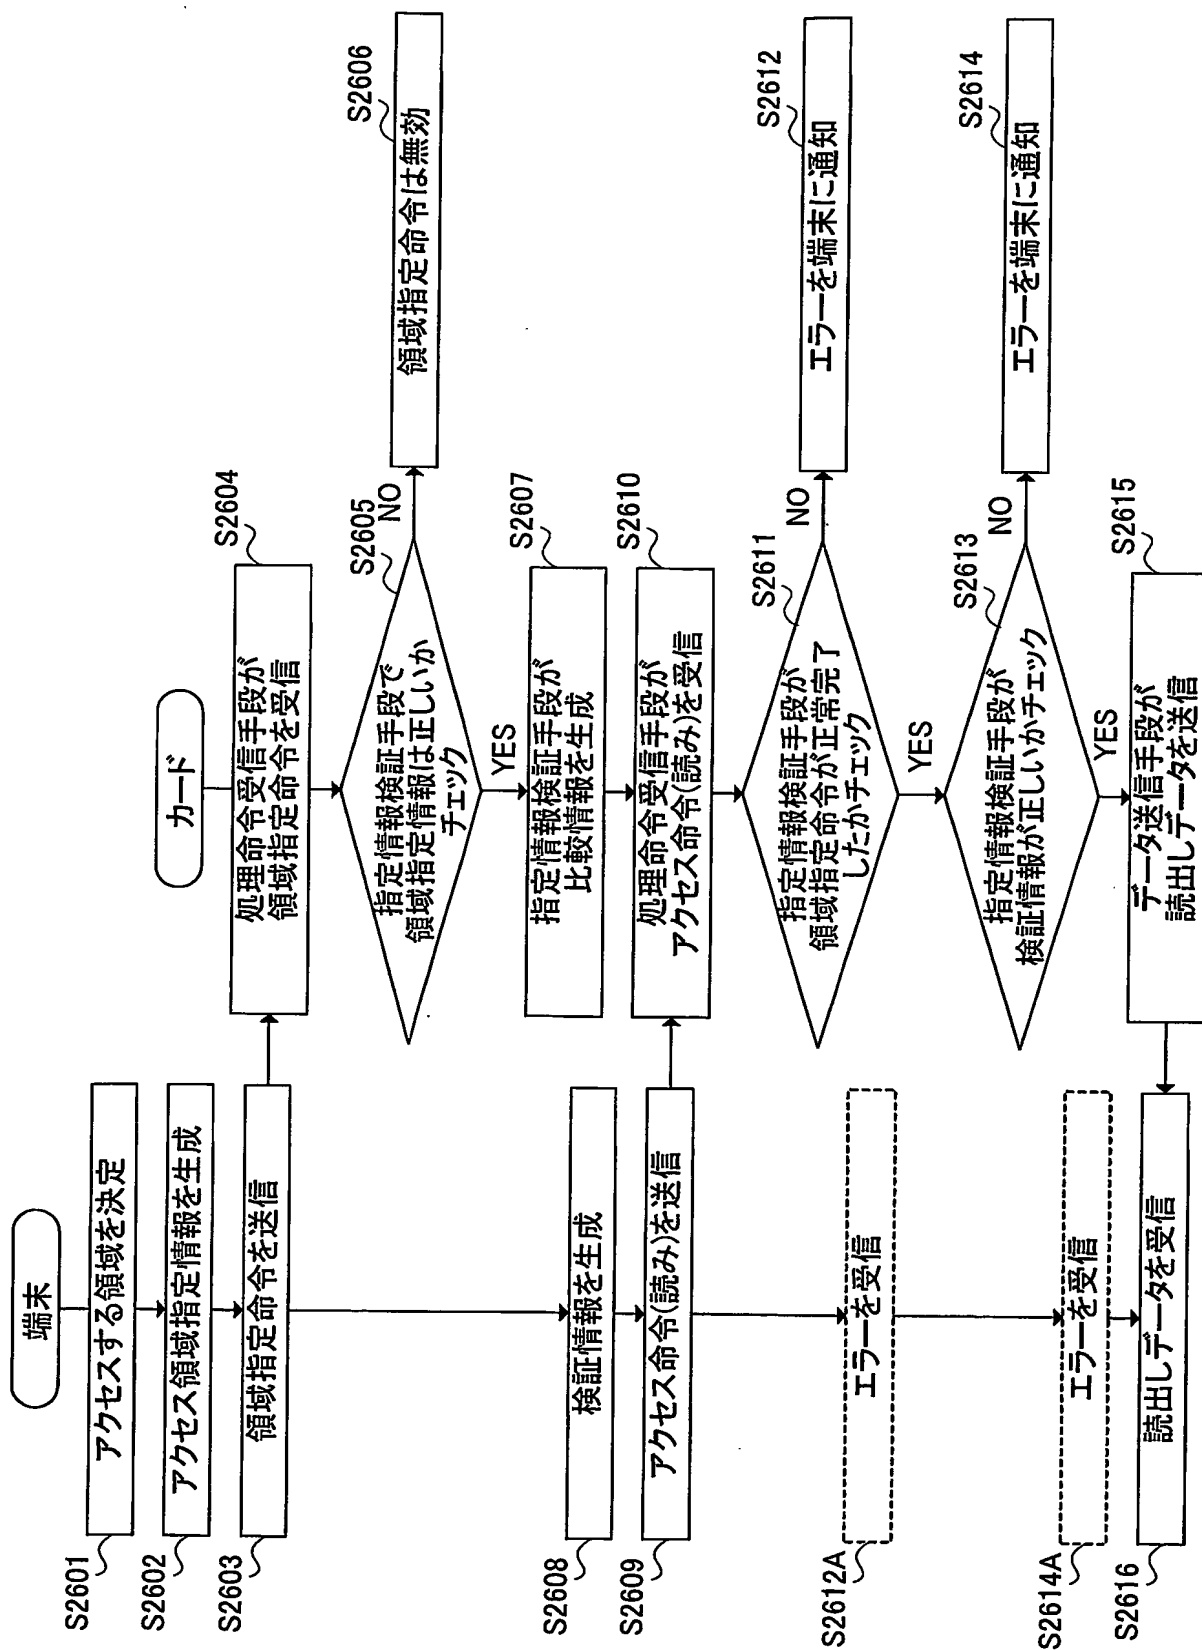 端末
S2601
アクセスする領域を決定
S2602
アクセス領域指定情報を生成
S2603
領域指定命令を送信
カード
S2604
処理命令受信手段が
領域指定命令を受信
S2605
指定情報検証手段で
領域指定情報は正しいか
チェック
NO
S2606
領域指定命令は無効
YES
S2607
指定情報検証手段が
比較情報を生成
S2608
検証情報を生成
S2609
アクセス命令(読み)を送信
S2610
処理命令受信手段が
アクセス命令(読み)を受信
S2611
指定情報検証手段が
領域指定命令が正常完了
したかチェック
NO
S2612
エラーを端末に通知
S2612A
エラーを受信
YES
S2613
指定情報検証手段が
検証情報が正しいかチェック
NO
S2614
エラーを端末に通知
S2614A
エラーを受信
YES
S2615
データ送信手段が
読出しデータを送信
S2616
読出しデータを受信